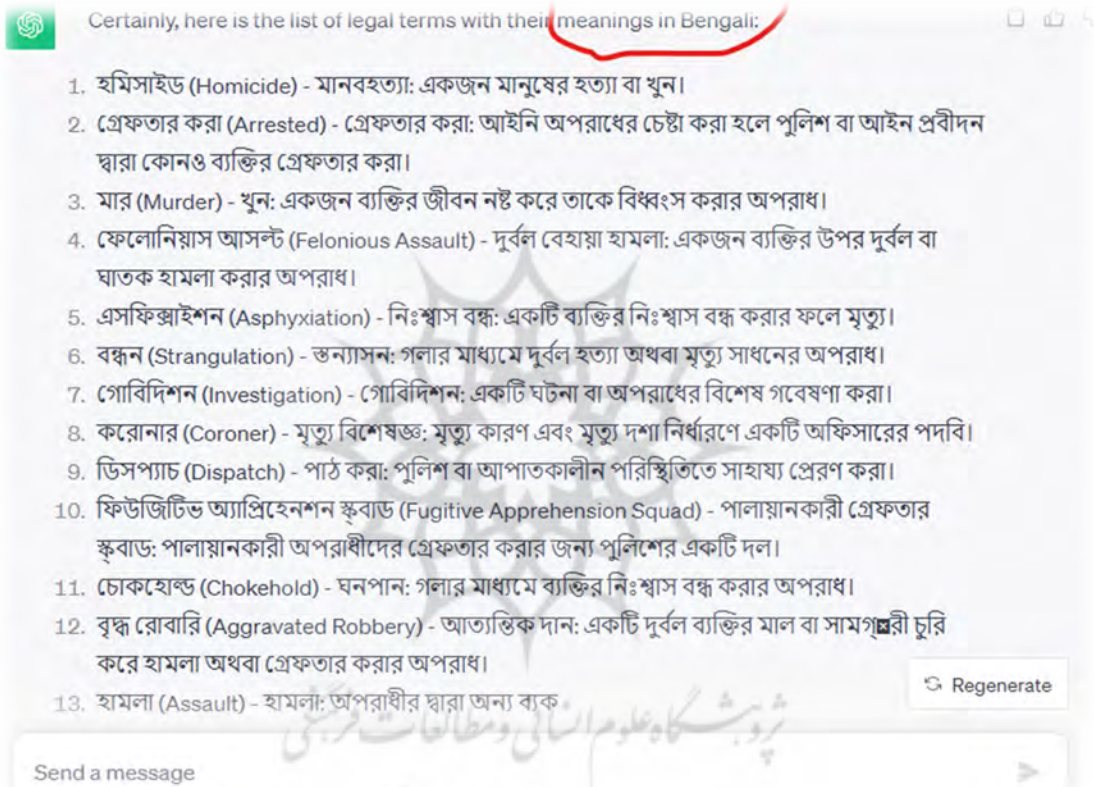 Certainly, here is the list of legal terms with their meanings in Bengali:
1. হমিসাইড (Homicide) - মানবহত্যা: একজন মানুষের হত্যা বা খুন।
2. গ্রেফতার করা (Arrested) - গ্রেফতার করা: আইনি অপরাধের চেষ্টা করা হলে পুলিশ বা আইন প্রবীদন
দ্বারা কোনও ব্যক্তির গ্রেফতার করা।
3. মার (Murder) - খুন: একজন ব্যক্তির জীবন নষ্ট করে তাকে বিধ্বংস করার অপরাধ।
4. ফেলোনিয়াস আসল্ট (Felonious Assault) - দুর্বল বেহায়া হামলা: একজন ব্যক্তির উপর দুর্বল বা
ঘাতক হামলা করার অপরাধ।
5. এসফিক্সাইশন (Asphyxiation) - নিঃশ্বাস বন্ধ: একটি ব্যক্তির নিঃশ্বাস বন্ধ করার ফলে মৃত্যু।
6. বন্ধন (Strangulation) - স্তন্যাসন: গলার মাধ্যমে দুর্বল হত্যা অথবা মৃত্যু সাধনের অপরাধ।
7. গোবিদিশন (Investigation) - গোবিদিশন: একটি ঘটনা বা অপরাধের বিশেষ গবেষণা করা।
8. করোনার (Coroner) - মৃত্যু বিশেষজ্ঞ: মৃত্যু কারণ এবং মৃত্যু দশা নির্ধারণে একটি অফিসারের পদবি।
9. ডিসপ্যাচ (Dispatch) - পাঠ করা: পুলিশ বা আপাতকালীন পরিস্থিতিতে সাহায্য প্রেরণ করা।
10. ফিউজিটিভ অ্যাপ্রিহেনশন স্কবাড (Fugitive Apprehension Squad) - পালায়ানকারী গ্রেফতার
স্কবাড: পালায়ানকারী অপরাধীদের গ্রেফতার করার জন্য পুলিশের একটি দল।
11. চোকহোল্ড (Chokehold) - ঘনপান: গলার মাধ্যমে ব্যক্তির নিঃশ্বাস বন্ধ করার অপরাধ।
12. বৃদ্ধ রোবারি (Aggravated Robbery) - আত্যন্তিক দান: একটি দুর্বল ব্যক্তির মাল বা সামগ্রী চুরি
করে হামলা অথবা গ্রেফতার করার অপরাধ।
13. হামলা (Assault) - হামলা: অপরাধীর দ্বারা অন্য ব্যক
Regenerate
پژوهشگاه علوم انسانی و مطالعات فرهنگی
Send a message